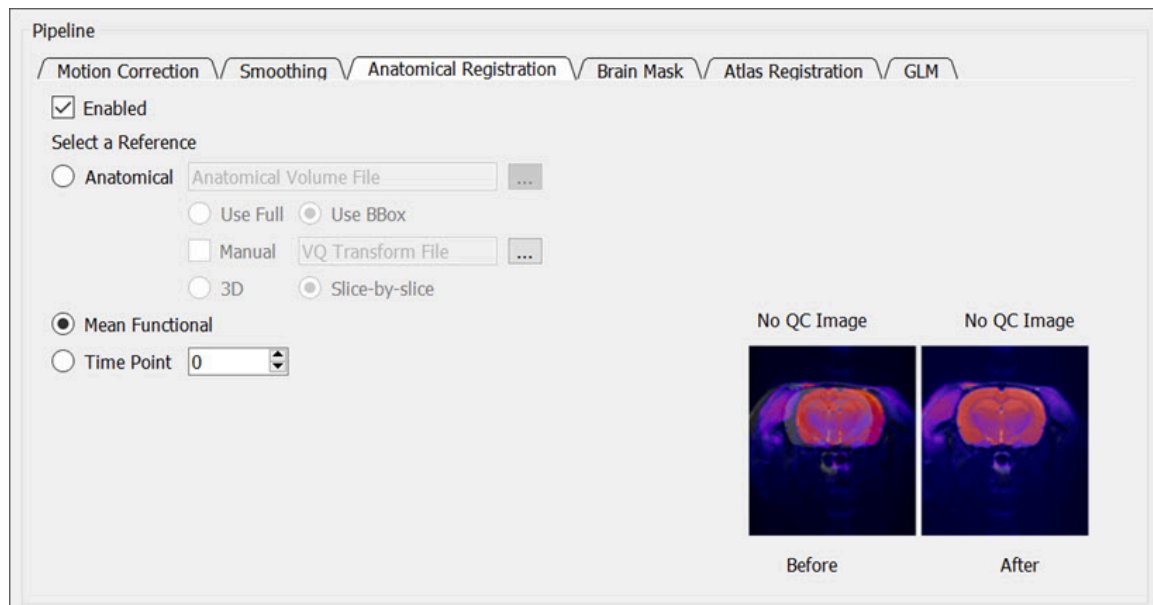 Pipeline
Motion Correction Smoothing Anatomical Registration Brain Mask Atlas Registration GLM
Enabled
Select a Reference
Anatomical Anatomical Volume File ...
Use Full Use BBox
Manual VQ Transform File ...
3D Slice-by-slice
Mean Functional
Time Point 0
No QC Image No QC Image
Before After